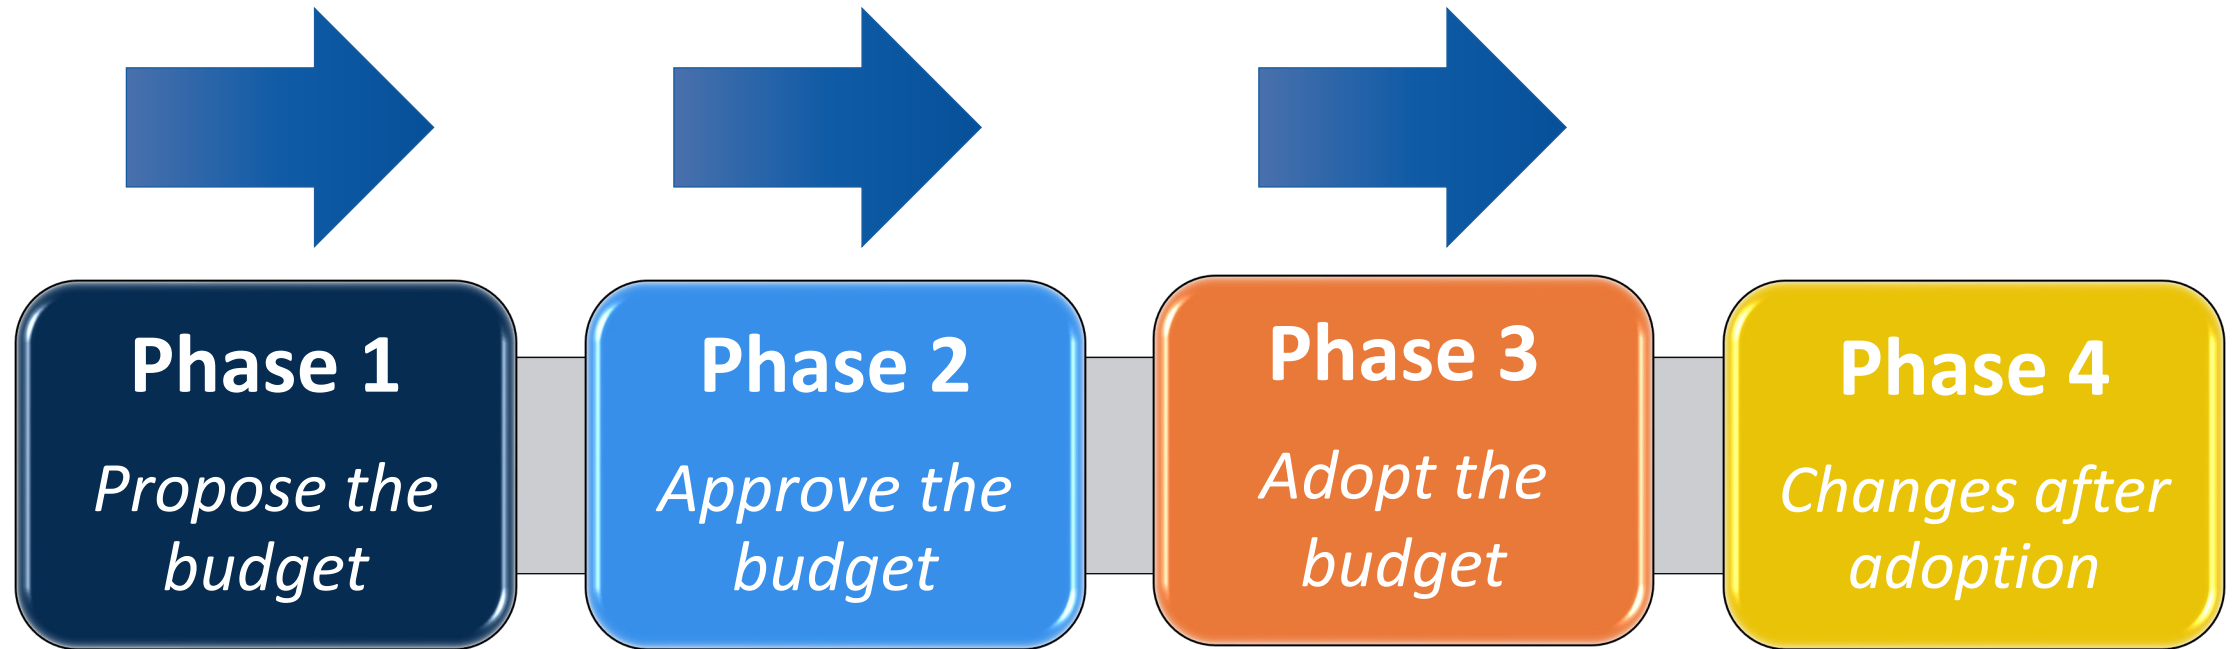 Phase 1
Propose the
budget
Phase 2
Approve the
budget
Phase 3
Adopt the
budget
Phase 4
Changes after
adoption